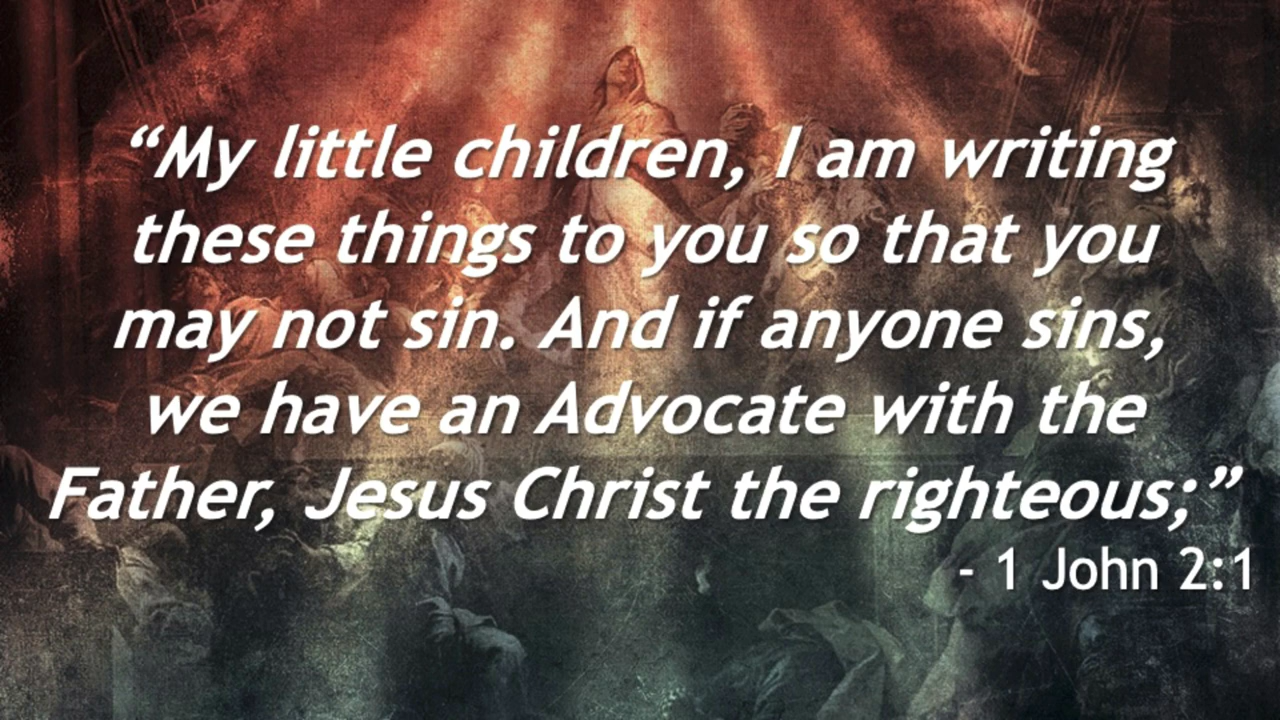 “My little children, I am writing
these things to you so that you
may not sin. And if anyone sins,
we have an Advocate with the
Father, Jesus Christ the righteous;”
- 1 John 2:1